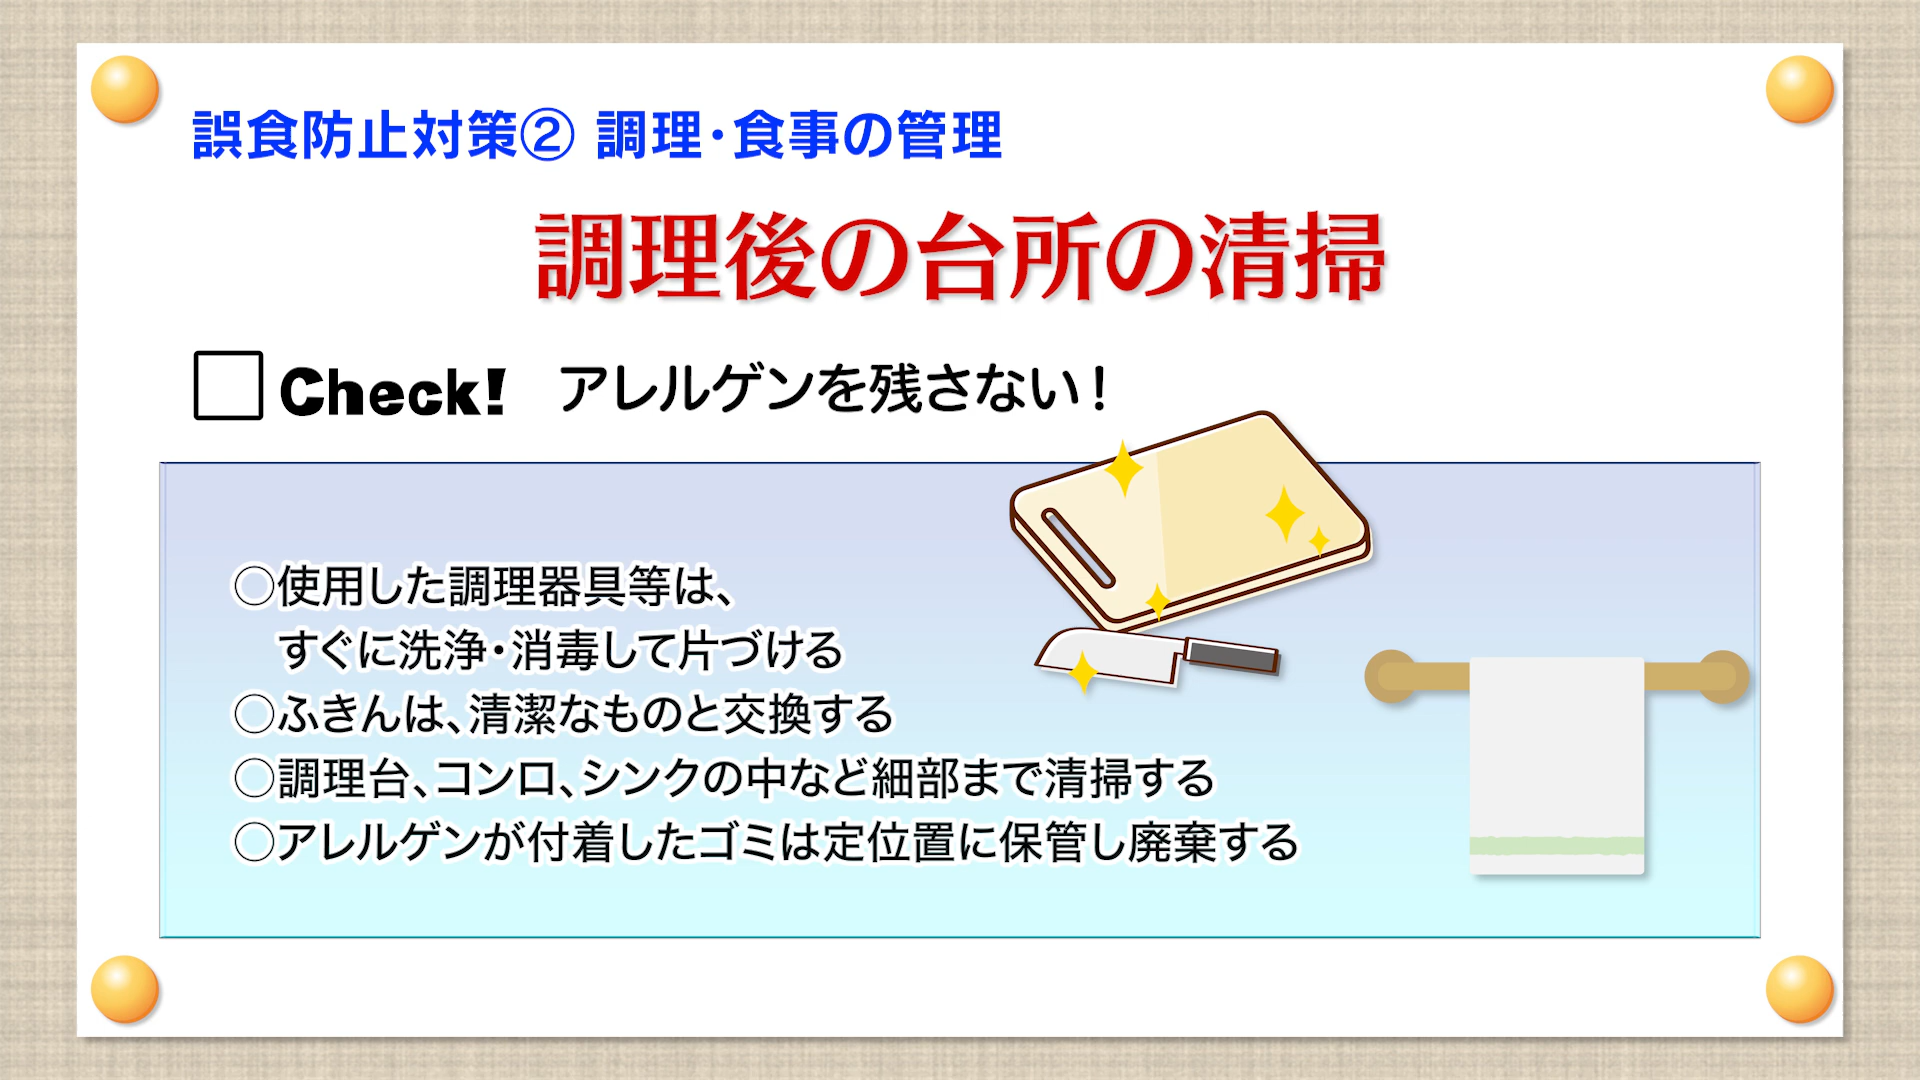 誤食防止対策② 調理・食事の管理
調理後の台所の清掃
Check! アレルゲンを残さない！
○使用した調理器具等は、
すぐに洗浄・消毒して片づける
○ふきんは、清潔なものと交換する
○調理台、コンロ、シンクの中など細部まで清掃する
○アレルゲンが付着したゴミは定位置に保管し廃棄する